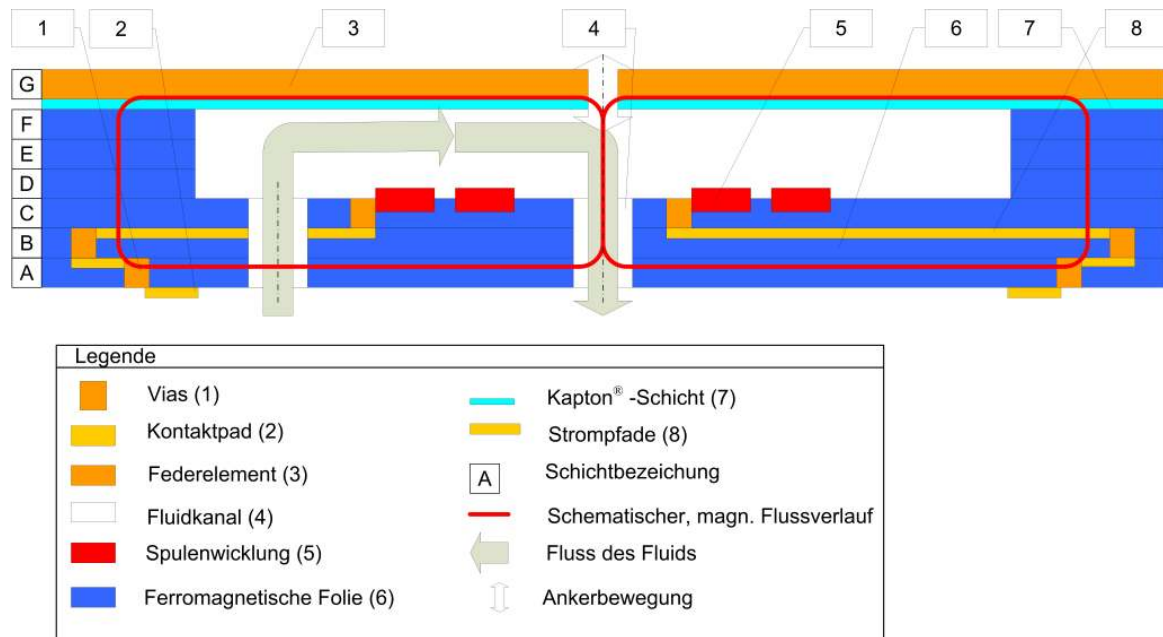 1 2 3 4 5 6 7 8
G
F
E
D
C
B
A
Legende
Vias (1)
Kontaktpad (2)
Federelement (3)
Fluidkanal (4)
Spulenwicklung (5)
Ferromagnetische Folie (6)
Kapton® -Schicht (7)
Strompfade (8)
A Schichtbezeichung
Schematischer, magn. Flussverlauf
Fluss des Fluids
Ankerbewegung